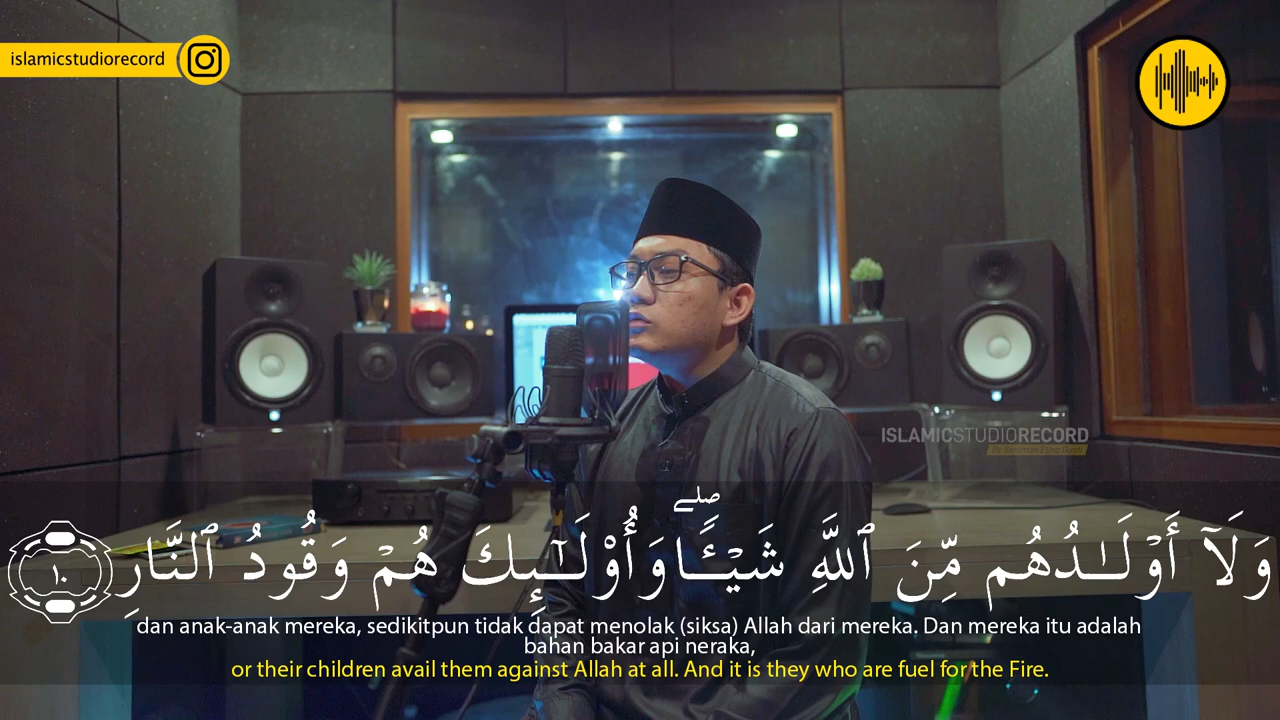 islamicstudiorecord
ISLAMICSTUDIORECORD
وَلَآ أَوْلَـٰدُهُم مِّنَ ٱللَّهِ شَيْـًٔا ۖ وَأُو۟لَـٰٓئِكَ هُمْ وَقُودُ ٱلنَّارِ ١٠
dan anak-anak mereka, sedikitpun tidak dapat menolak (siksa) Allah dari mereka. Dan mereka itu adalah
bahan bakar api neraka,
or their children avail them against Allah at all. And it is they who are fuel for the Fire.